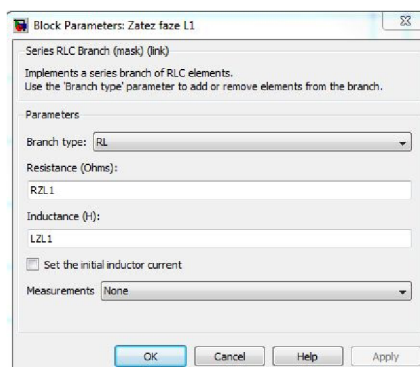 Block Parameters: Zatez faze L1
Series RLC Branch (mask) (link)
Implements a series branch of RLC elements.
Use the 'Branch type' parameter to add or remove elements from the branch.
Parameters
Branch type: RL
Resistance (Ohms):
RZL1
Inductance (H):
LZL1
Set the initial inductor current
Measurements None
OK Cancel Help Apply